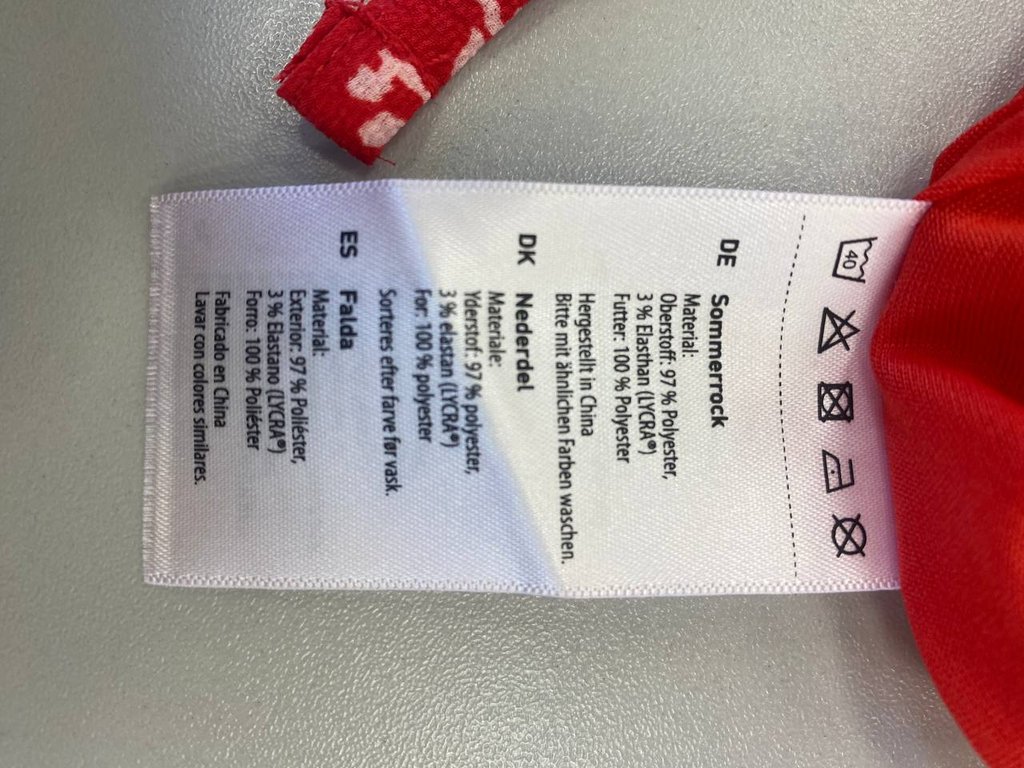 40
DE Sommerrock
Material:
Oberstoff: 97 % Polyester,
3 % Elasthan (LYCRA®)
Futter: 100 % Polyester
Hergestellt in China
Bitte mit ähnlichen Farben waschen.
DK Nederdel
Materiale:
Yderstof: 97 % polyester,
3 % elastan (LYCRA®)
For: 100 % polyester
Sorteres efter farve før vask.
ES Falda
Material:
Exterior: 97 % Poliéster,
3 % Elastano (LYCRA®)
Forro: 100 % Poliéster
Fabricado en China
Lavar con colores similares.